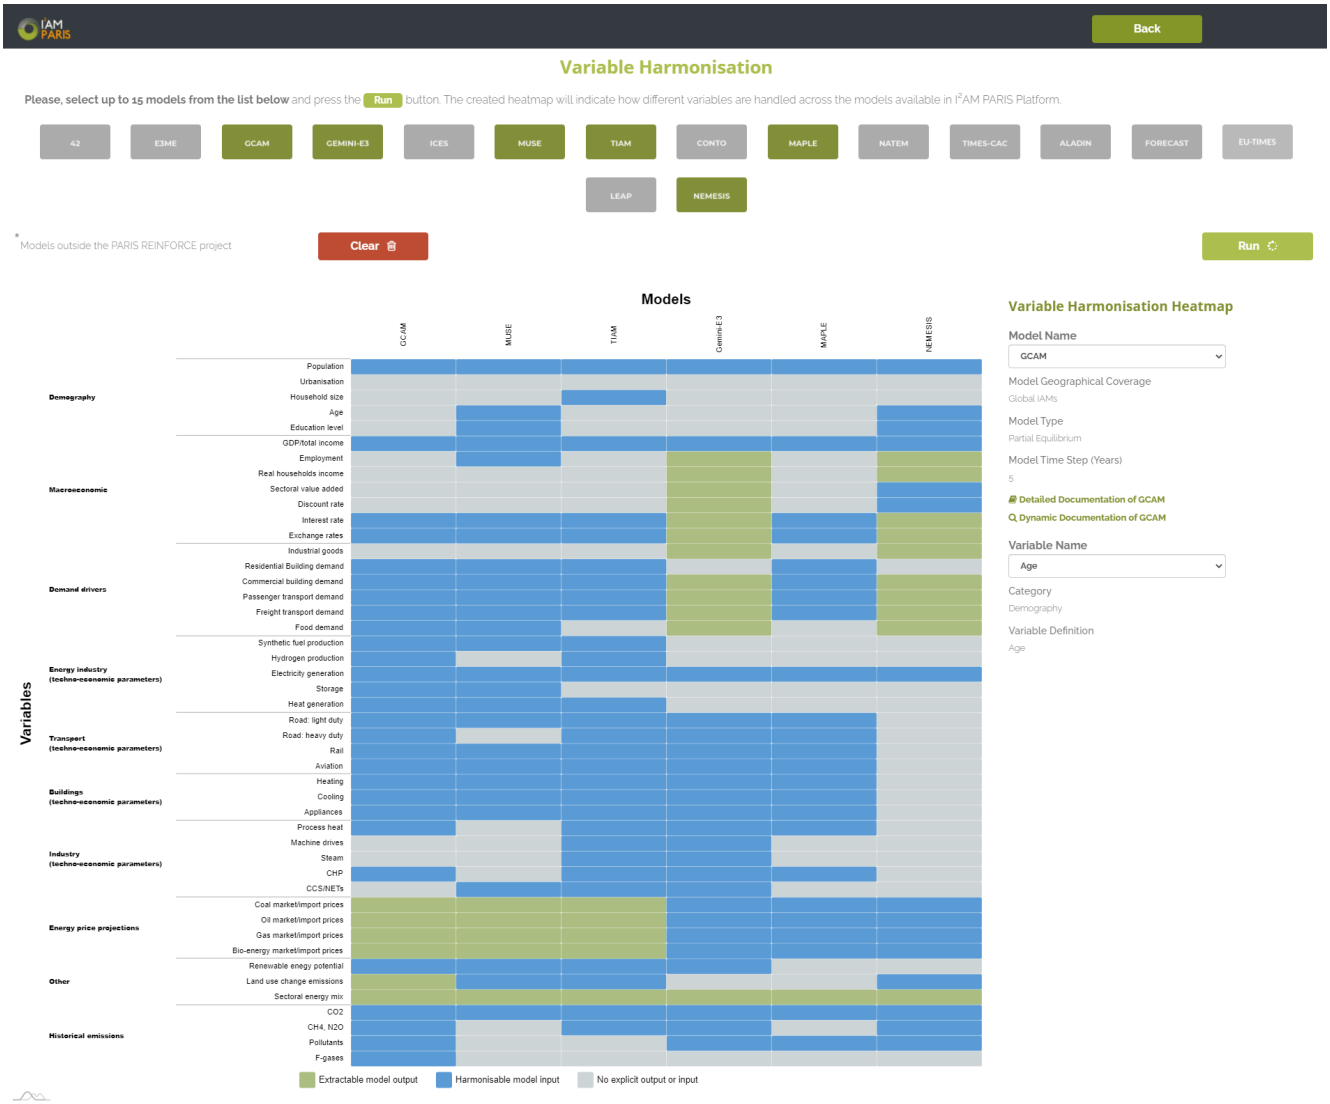 I'AM
PARIS
Back
Variable Harmonisation
Please, select up to 15 models from the list below and press the Run button. The created heatmap will indicate how different variables are handled across the models available in I²AM PARIS Platform.
42 E3ME GCAM GEMINI-E3 ICES MUSE TIAM CONTO MAPLE NATEM TIMES-CAC ALADIN FORECAST EU-TIMES
LEAP NEMESIS
*Models outside the PARIS REINFORCE project
Clear
Run
Models
GCAM MUSE TIAM Gemini-E3 MAPLE NEMESIS
Variables
Demography
Population
Urbanisation
Household size
Age
Education level
Macroeconomic
GDP/total income
Employment
Real households income
Sectoral value added
Discount rate
Interest rate
Exchange rates
Demand drivers
Industrial goods
Residential Building demand
Commercial building demand
Passenger transport demand
Freight transport demand
Food demand
Energy industry
(techno-economic parameters)
Synthetic fuel production
Hydrogen production
Electricity generation
Storage
Heat generation
Transport
(techno-economic parameters)
Road: light duty
Road: heavy duty
Rail
Aviation
Buildings
(techno-economic parameters)
Heating
Cooling
Appliances
Industry
(techno-economic parameters)
Process heat
Machine drives
Steam
CHP
CCS/NETs
Energy price projections
Coal market/import prices
Oil market/import prices
Gas market/import prices
Bio-energy market/import prices
Other
Renewable enegy potential
Land use change emissions
Sectoral energy mix
Historical emissions
CO2
CH4, N2O
Pollutants
F-gases
Extractable model output
Harmonisable model input
No explicit output or input
Variable Harmonisation Heatmap
Model Name
GCAM
Model Geographical Coverage
Global IAMs
Model Type
Partial Equilibrium
Model Time Step (Years)
5
Detailed Documentation of GCAM
Dynamic Documentation of GCAM
Variable Name
Age
Category
Demography
Variable Definition
Age